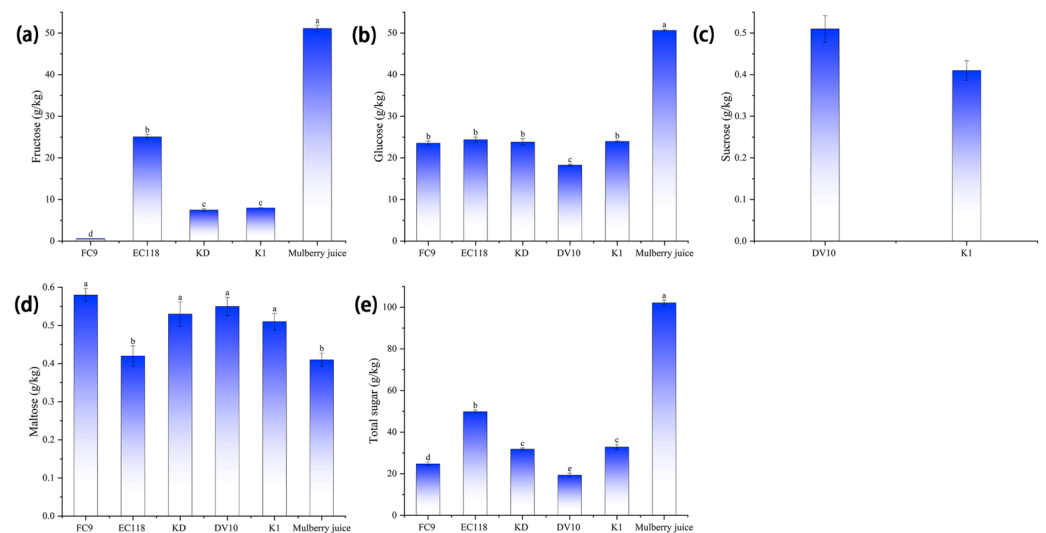 (a)
Fructose (g/kg)
50
40
30
20
10
0
d
b
c
c
a
FC9 EC118 KD K1 Mulberry juice
(b)
Glucose (g/kg)
50
40
30
20
10
0
b
b
b
c
b
a
FC9 EC118 KD DV10 K1 Mulberry juice
(c)
Sucrose (g/kg)
0.5
0.4
0.3
0.2
0.1
0.0
DV10 K1
(d)
Maltose (g/kg)
0.6
0.5
0.4
0.3
0.2
0.1
0.0
a
b
a
a
a
b
FC9 EC118 KD DV10 K1 Mulberry juice
(e)
Total sugar (g/kg)
100
80
60
40
20
0
d
b
c
e
c
a
FC9 EC118 KD DV10 K1 Mulberry juice